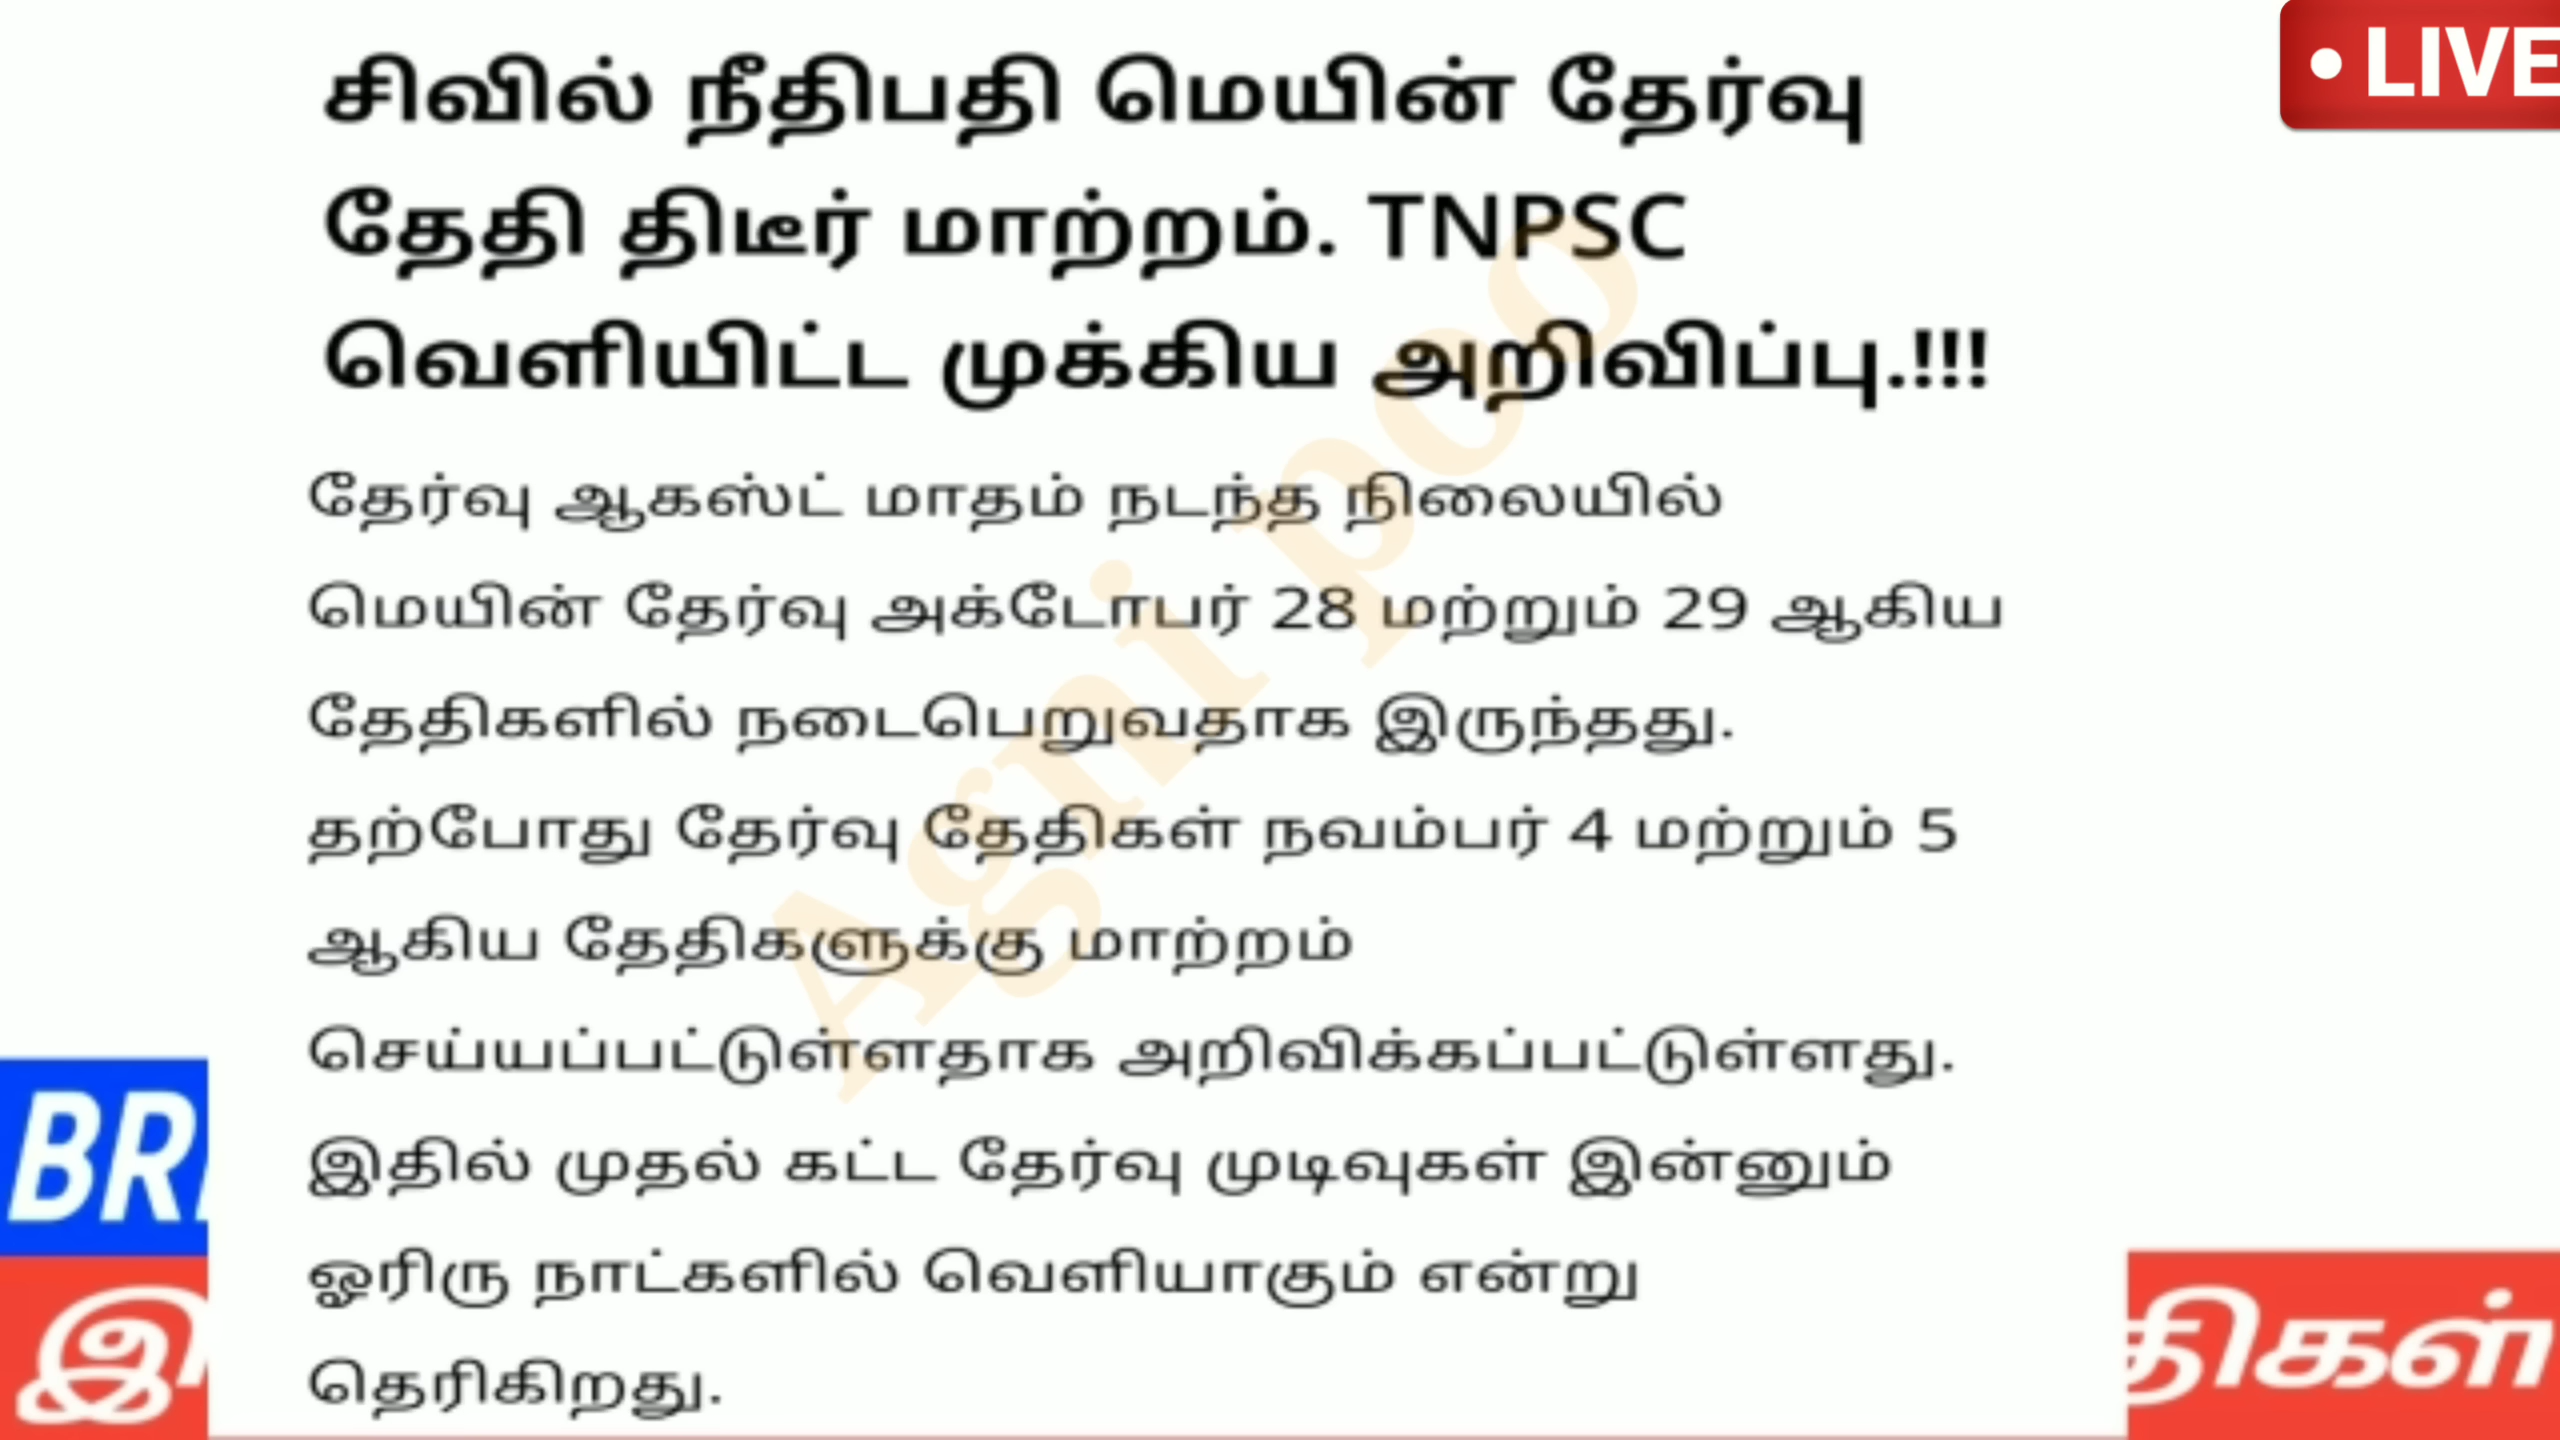 • LIVE
சிவில் நீதிபதி மெயின் தேர்வு
தேதி திடீர் மாற்றம். TNPSC
வெளியிட்ட முக்கிய அறிவிப்பு.!!!
தேர்வு ஆகஸ்ட் மாதம் நடந்த நிலையில்
மெயின் தேர்வு அக்டோபர் 28 மற்றும் 29 ஆகிய
தேதிகளில் நடைபெறுவதாக இருந்தது.
தற்போது தேர்வு தேதிகள் நவம்பர் 4 மற்றும் 5
ஆகிய தேதிகளுக்கு மாற்றம்
செய்யப்பட்டுள்ளதாக அறிவிக்கப்பட்டுள்ளது.
இதில் முதல் கட்ட தேர்வு முடிவுகள் இன்னும்
ஓரிரு நாட்களில் வெளியாகும் என்று
தெரிகிறது.
Agni poo